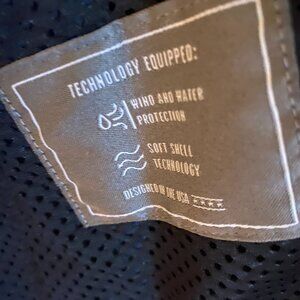 TECHNOLOGY EQUIPPED:
WIND AND WATER
PROTECTION
SOFT SHELL
TECHNOLOGY
DESIGNED IN THE USA